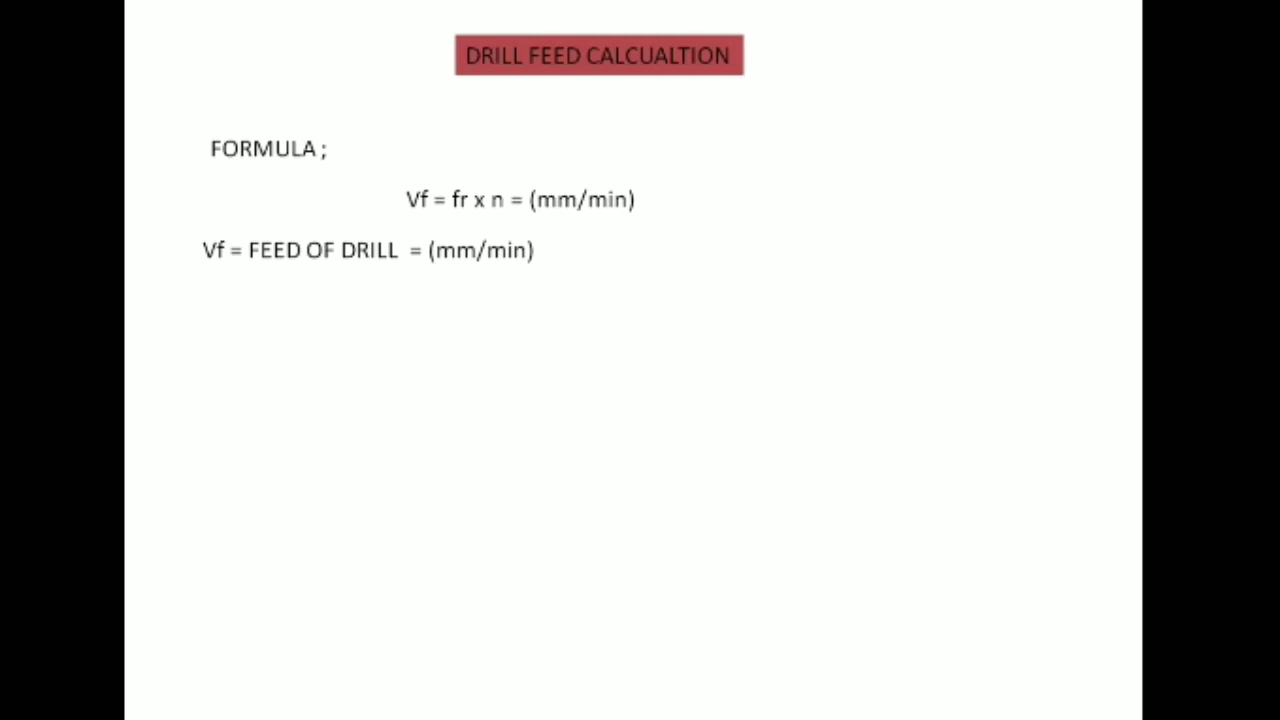 DRILL FEED CALCUALTION
FORMULA ;
Vf = fr x n = (mm/min)
Vf = FEED OF DRILL = (mm/min)